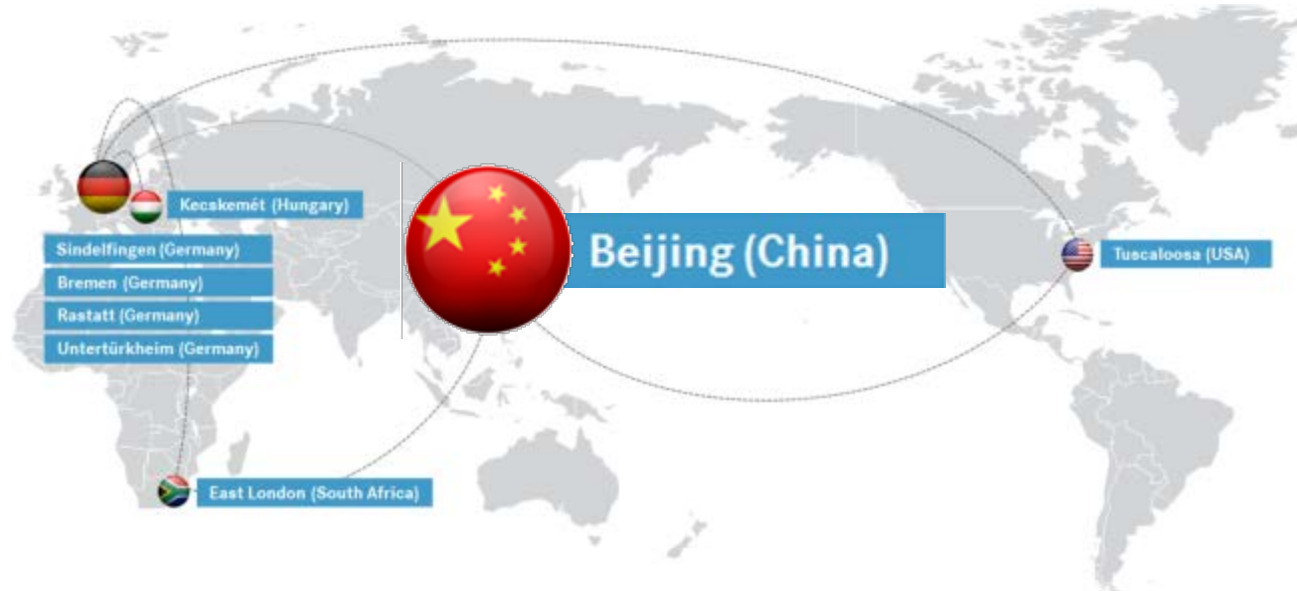 Kecskemét (Hungary)
Sindelfingen (Germany)
Bremen (Germany)
Rastatt (Germany)
Untertürkheim (Germany)
Beijing (China)
Tuscaloosa (USA)
East London (South Africa)